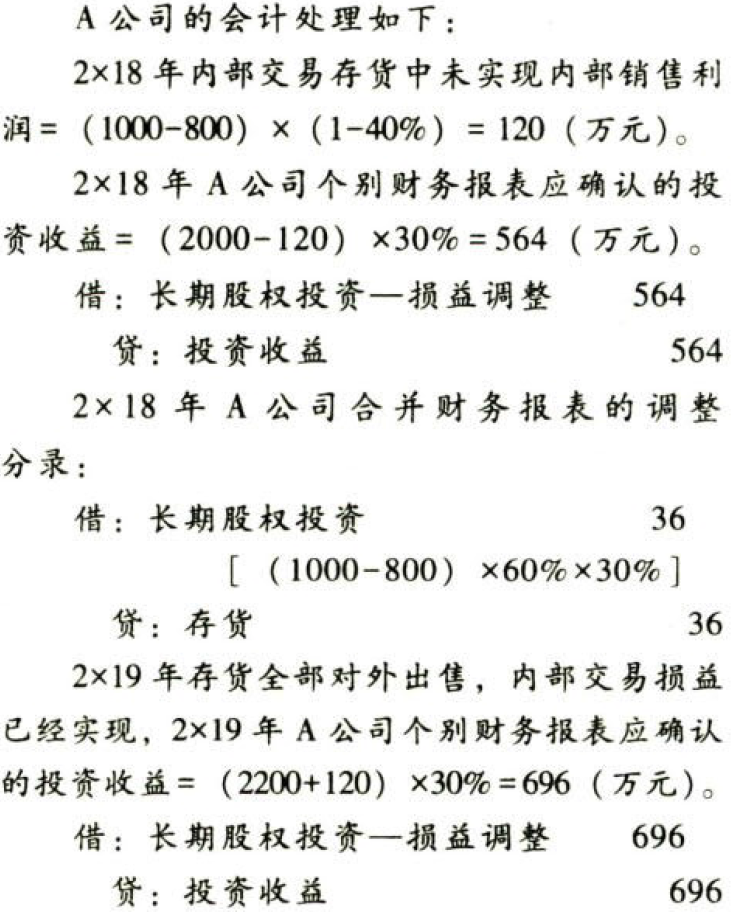 A 公司的会计处理如下：
2×18 年内部交易存货中未实现内部销售利
润=（1000-800）×（1-40%）= 120（万元）。
2×18 年 A 公司个别财务报表应确认的投
资收益=（2000-120）×30%=564（万元）。
借：长期股权投资—损益调整 564
贷：投资收益 564
2×18 年 A 公司合并财务报表的调整
分录：
借：长期股权投资 36
[（1000-800）×60%×30%]
贷：存货 36
2×19 年存货全部对外出售，内部交易损益
已经实现，2×19 年 A 公司个别财务报表应确认
的投资收益=（2200+120）×30%=696（万元）。
借：长期股权投资—损益调整 696
贷：投资收益 696